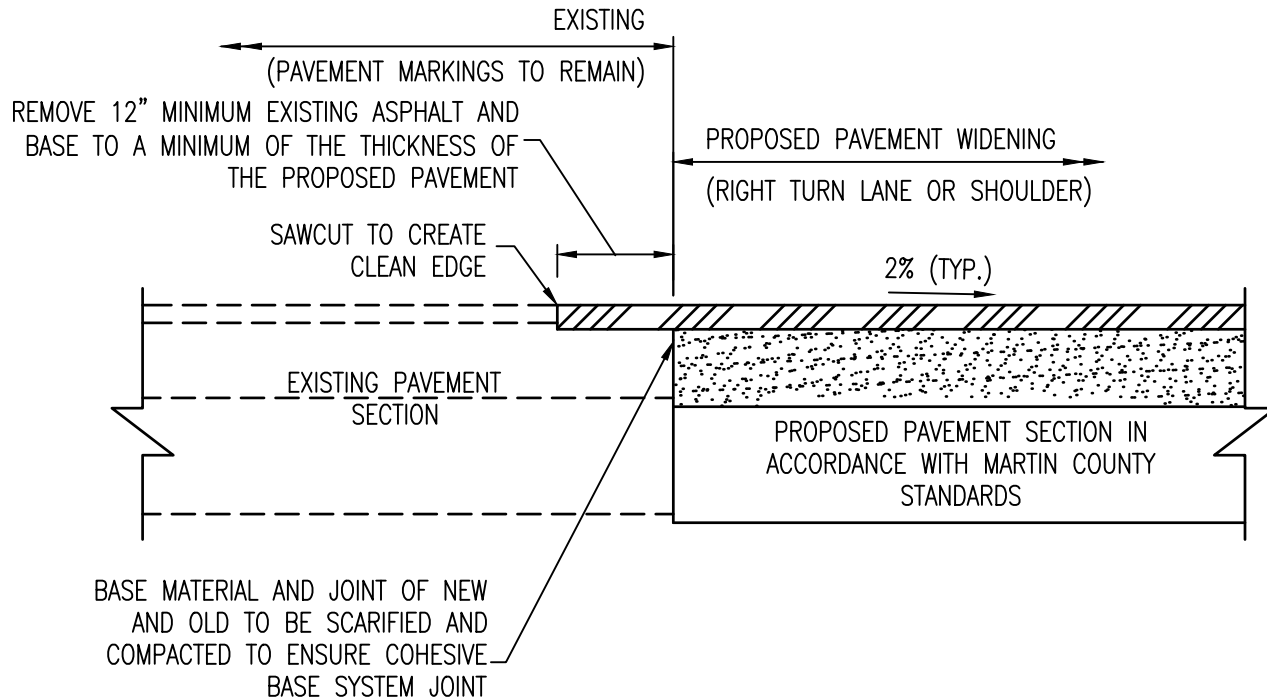 EXISTING
(PAVEMENT MARKINGS TO REMAIN)
REMOVE 12” MINIMUM EXISTING ASPHALT AND
BASE TO A MINIMUM OF THE THICKNESS OF
THE PROPOSED PAVEMENT
PROPOSED PAVEMENT WIDENING
(RIGHT TURN LANE OR SHOULDER)
SAWCUT TO CREATE
CLEAN EDGE
2% (TYP.)
EXISTING PAVEMENT
SECTION
PROPOSED PAVEMENT SECTION IN
ACCORDANCE WITH MARTIN COUNTY
STANDARDS
BASE MATERIAL AND JOINT OF NEW
AND OLD TO BE SCARIFIED AND
COMPACTED TO ENSURE COHESIVE
BASE SYSTEM JOINT